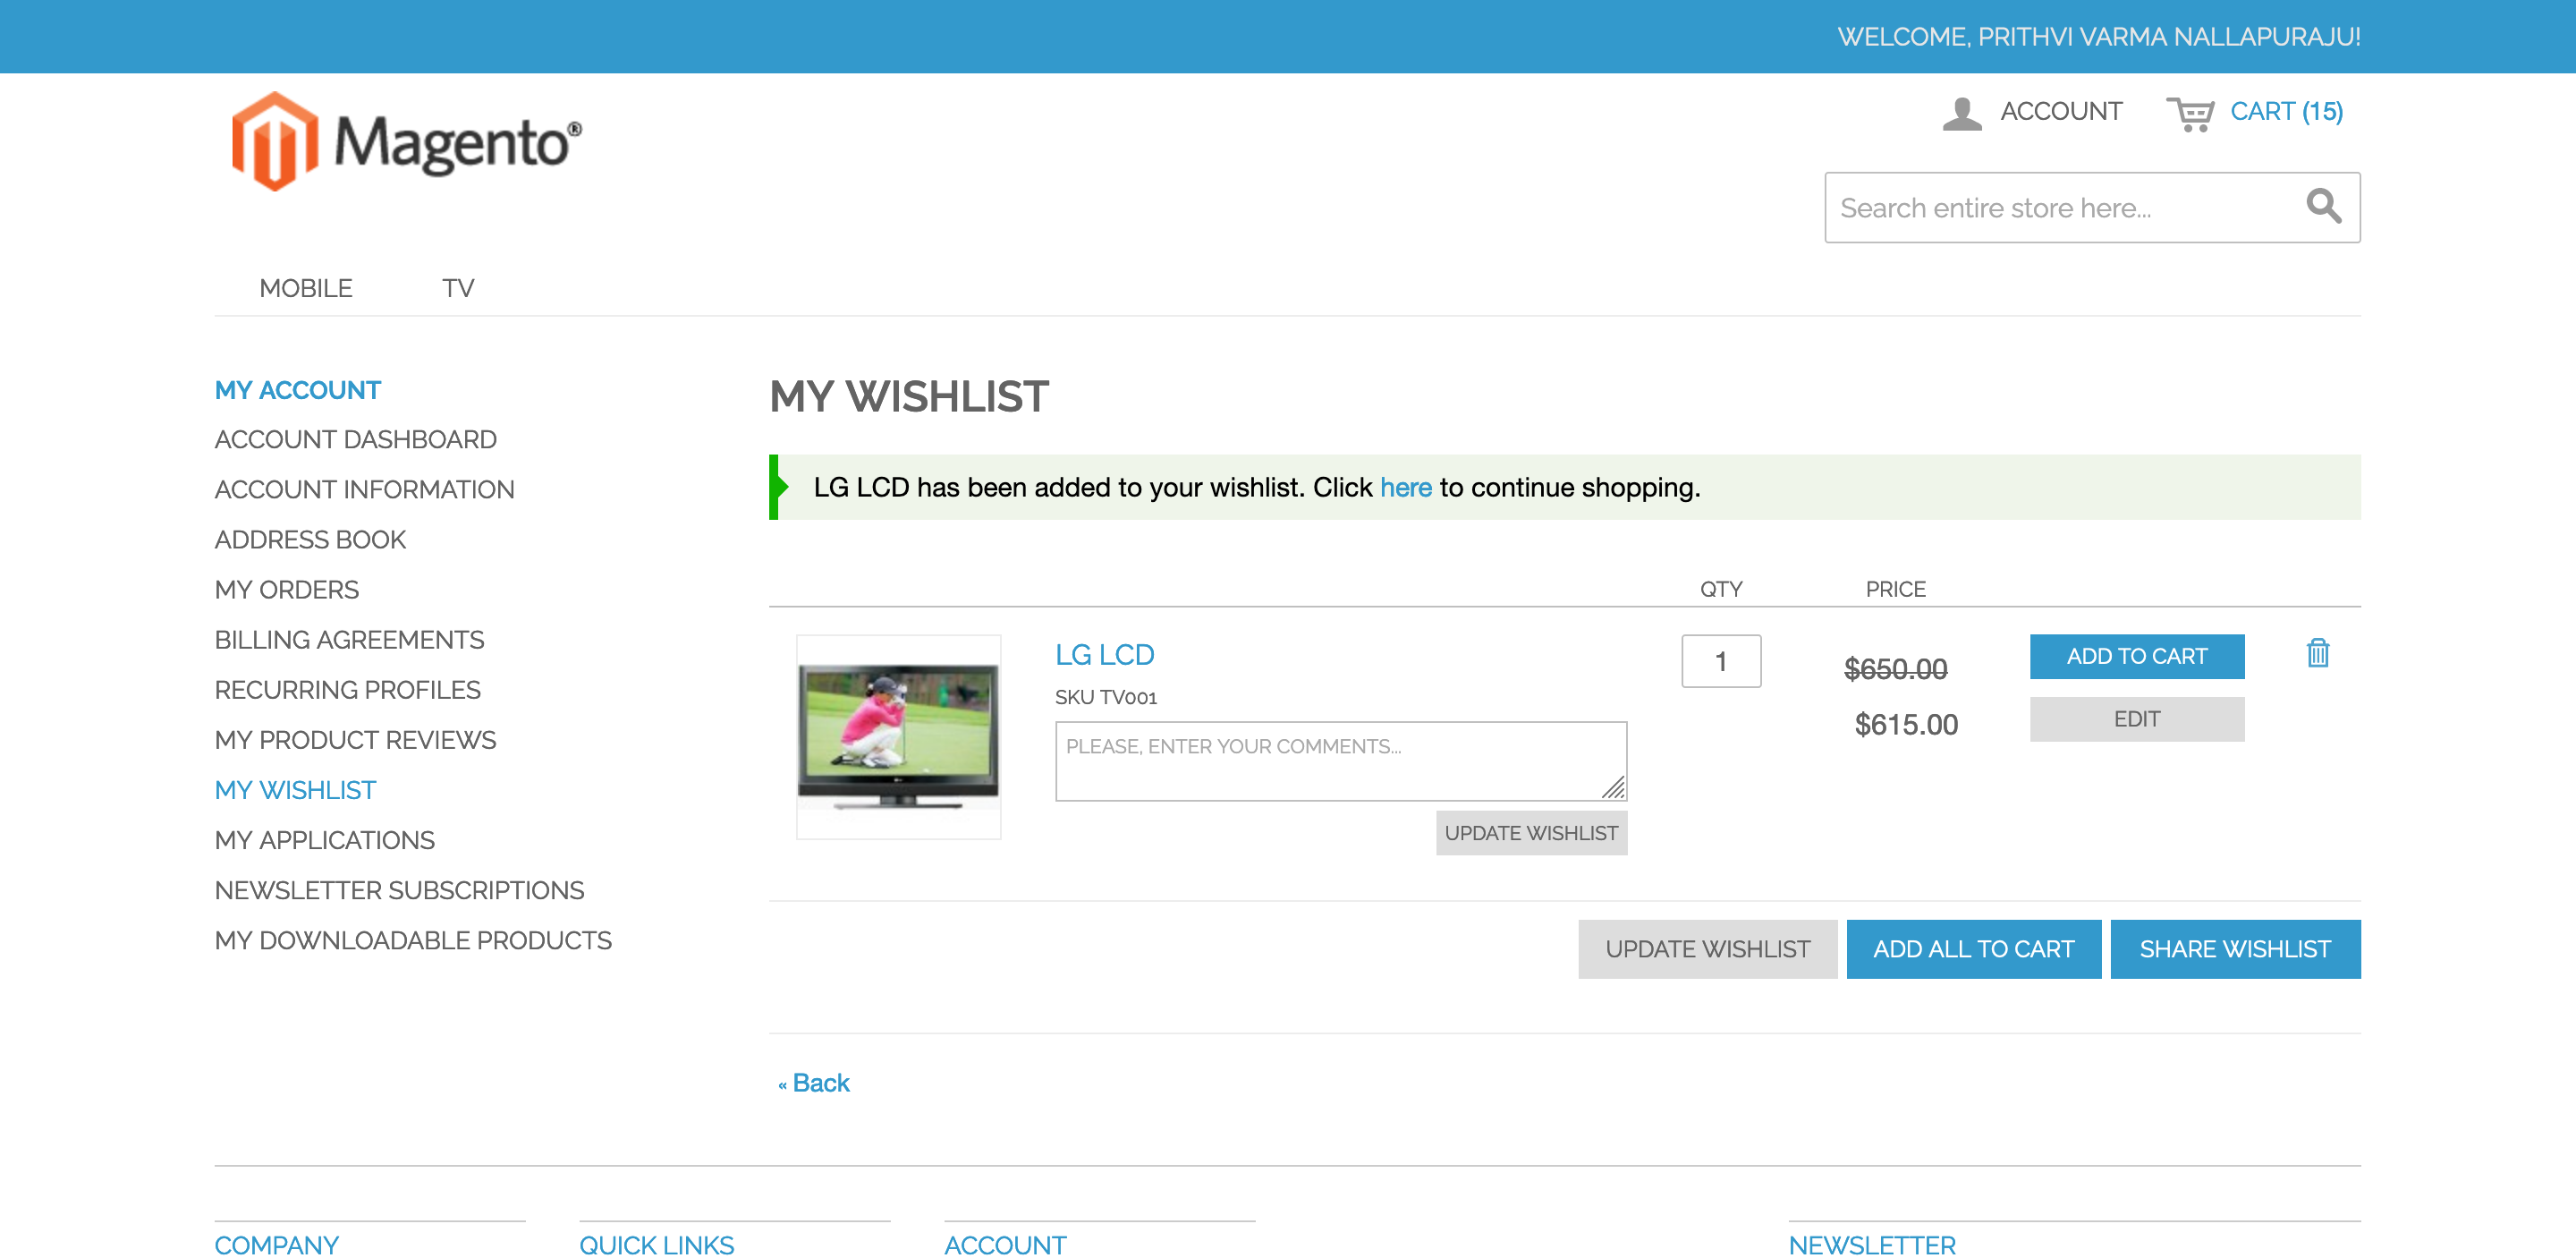 WELCOME, PRITHVI VARMA NALLAPURAJU!
Magento®
ACCOUNT
CART (15)
Search entire store here...
MOBILE
TV
MY ACCOUNT
ACCOUNT DASHBOARD
ACCOUNT INFORMATION
ADDRESS BOOK
MY ORDERS
BILLING AGREEMENTS
RECURRING PROFILES
MY PRODUCT REVIEWS
MY WISHLIST
MY APPLICATIONS
NEWSLETTER SUBSCRIPTIONS
MY DOWNLOADABLE PRODUCTS
MY WISHLIST
LG LCD has been added to your wishlist. Click here to continue shopping.
QTY
PRICE
LG LCD
SKU TV001
PLEASE, ENTER YOUR COMMENTS...
UPDATE WISHLIST
1
$650.00
$615.00
ADD TO CART
EDIT
UPDATE WISHLIST
ADD ALL TO CART
SHARE WISHLIST
« Back
COMPANY
QUICK LINKS
ACCOUNT
NEWSLETTER